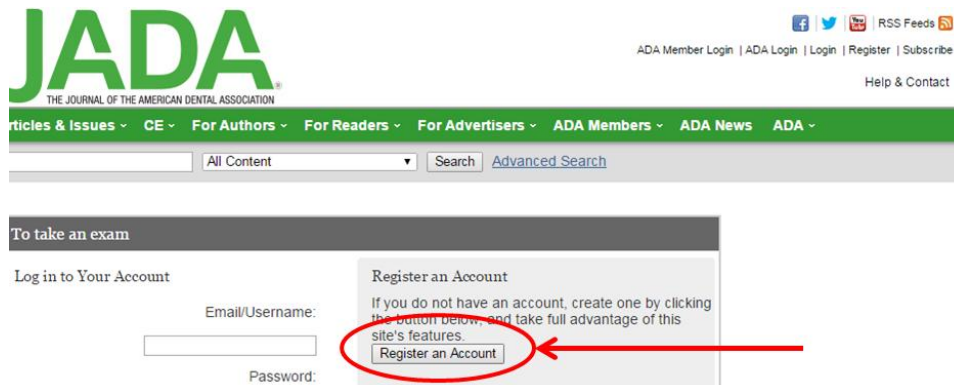 JADA
THE JOURNAL OF THE AMERICAN DENTAL ASSOCIATION
RSS Feeds
ADA Member Login | ADA Login | Login | Register | Subscribe
Help & Contact
rticles & Issues CE For Authors For Readers For Advertisers ADA Members ADA News ADA
All Content Search Advanced Search
To take an exam
Log in to Your Account
Email/Username:
Password:
Register an Account
If you do not have an account, create one by clicking
the button below, and take full advantage of this
site's features.
Register an Account